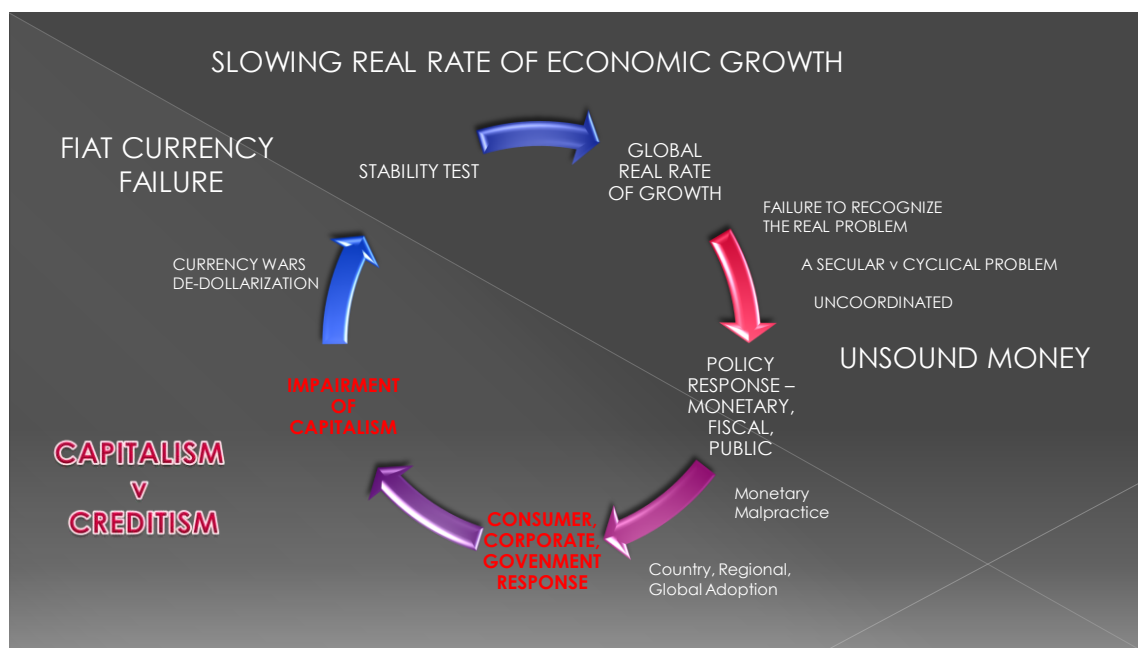 SLOWING REAL RATE OF ECONOMIC GROWTH
FIAT CURRENCY
FAILURE
STABILITY TEST
GLOBAL
REAL RATE
OF GROWTH
FAILURE TO RECOGNIZE
THE REAL PROBLEM
A SECULAR v CYCLICAL PROBLEM
UNCOORDINATED
CURRENCY WARS
DE-DOLLARIZATION
UNSOUND MONEY
POLICY
RESPONSE –
MONETARY,
FISCAL,
PUBLIC
IMPAIRMENT
OF
CAPITALISM
CAPITALISM
v
CREDITISM
Monetary
Malpractice
CONSUMER,
CORPORATE,
GOVENMENT
RESPONSE
Country, Regional,
Global Adoption